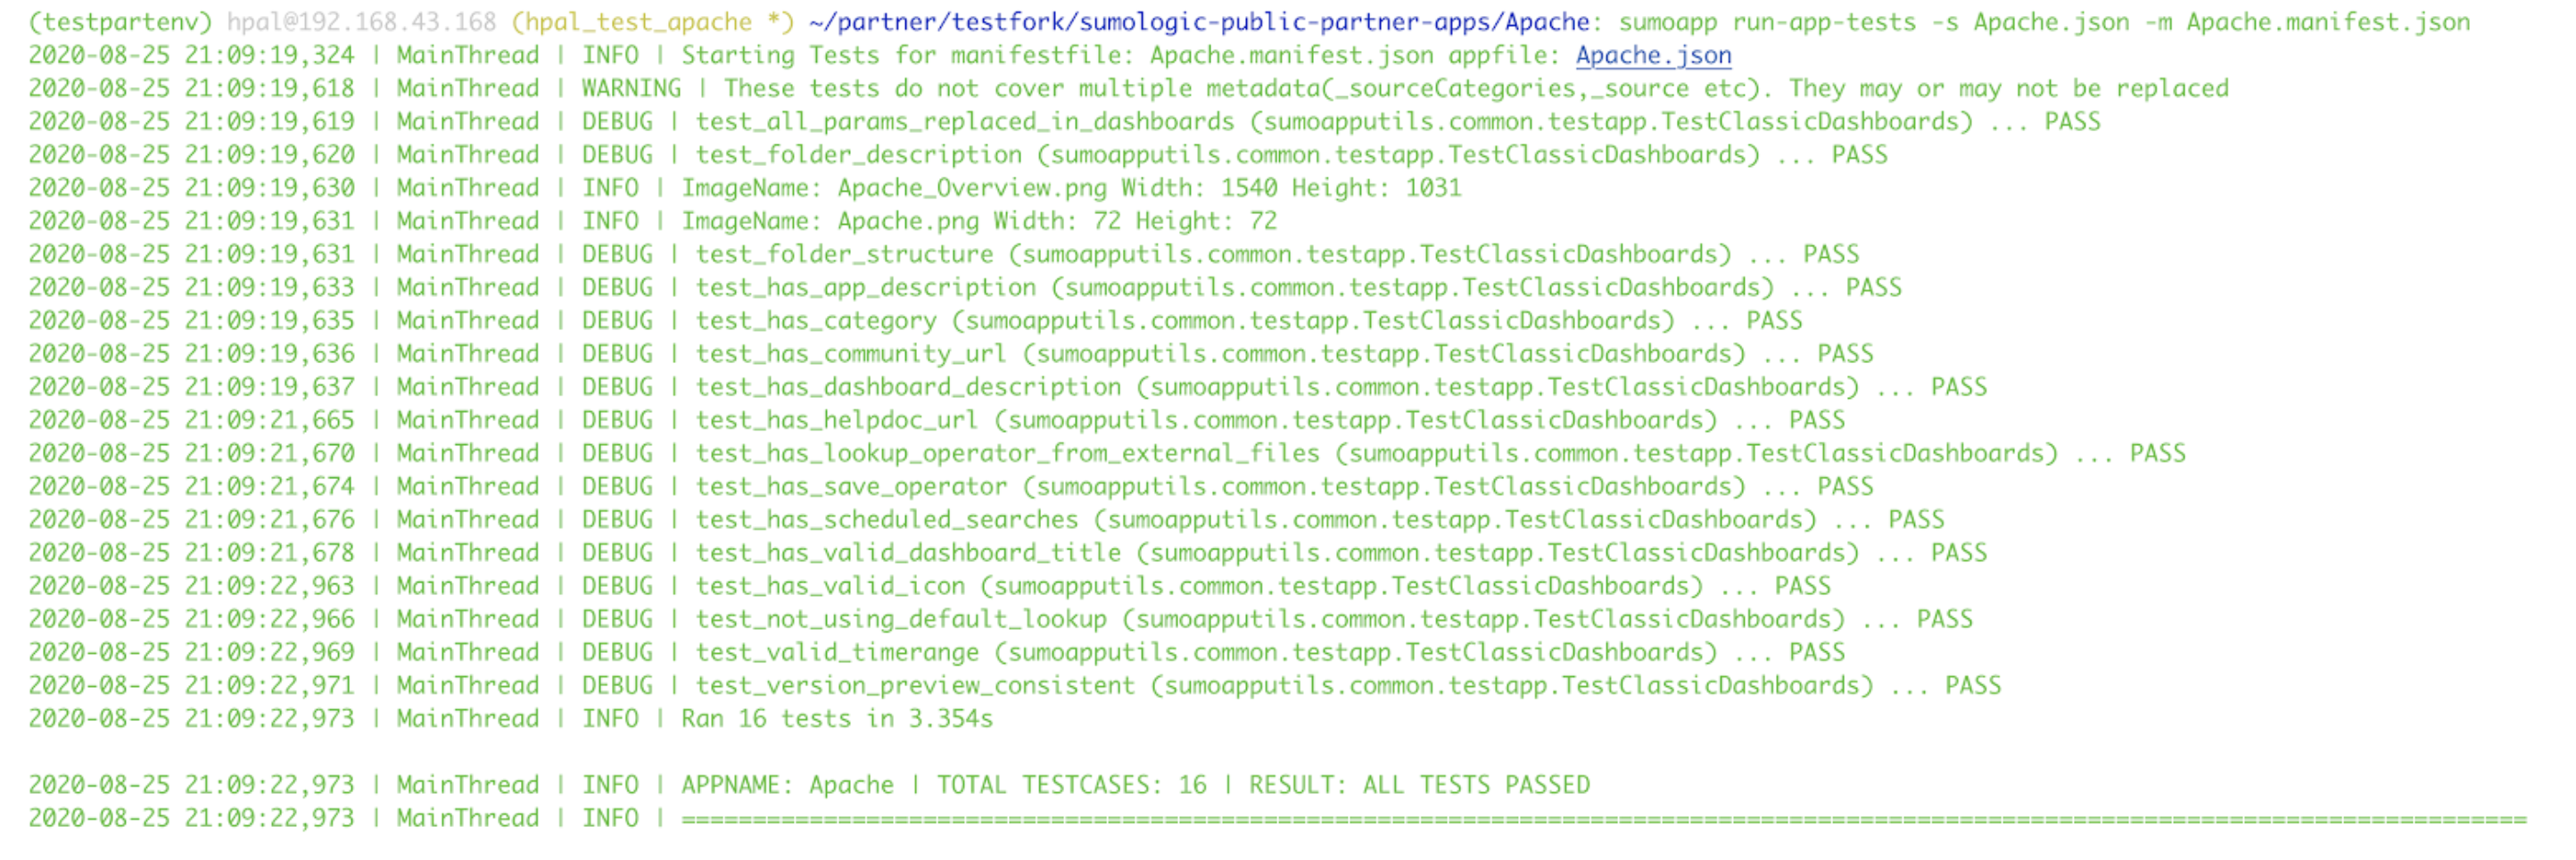 (testpartenv) hpal@192.168.43.168 (hpal_test_apache *) ~/partner/testfork/sumologic-public-partner-apps/Apache: sumoapp run-app-tests -s Apache.json -m Apache.manifest.json
2020-08-25 21:09:19,324 | MainThread | INFO | Starting Tests for manifestfile: Apache.manifest.json appfile: Apache.json
2020-08-25 21:09:19,618 | MainThread | WARNING | These tests do not cover multiple metadata(_sourceCategories,_source etc). They may or may not be replaced
2020-08-25 21:09:19,619 | MainThread | DEBUG | test_all_params_replaced_in_dashboards (sumoapputils.common.testapp.TestClassicDashboards) ... PASS
2020-08-25 21:09:19,620 | MainThread | DEBUG | test_folder_description (sumoapputils.common.testapp.TestClassicDashboards) ... PASS
2020-08-25 21:09:19,630 | MainThread | INFO | ImageName: Apache_Overview.png Width: 1540 Height: 1031
2020-08-25 21:09:19,631 | MainThread | INFO | ImageName: Apache.png Width: 72 Height: 72
2020-08-25 21:09:19,631 | MainThread | DEBUG | test_folder_structure (sumoapputils.common.testapp.TestClassicDashboards) ... PASS
2020-08-25 21:09:19,633 | MainThread | DEBUG | test_has_app_description (sumoapputils.common.testapp.TestClassicDashboards) ... PASS
2020-08-25 21:09:19,635 | MainThread | DEBUG | test_has_category (sumoapputils.common.testapp.TestClassicDashboards) ... PASS
2020-08-25 21:09:19,636 | MainThread | DEBUG | test_has_community_url (sumoapputils.common.testapp.TestClassicDashboards) ... PASS
2020-08-25 21:09:19,637 | MainThread | DEBUG | test_has_dashboard_description (sumoapputils.common.testapp.TestClassicDashboards) ... PASS
2020-08-25 21:09:21,665 | MainThread | DEBUG | test_has_helpdoc_url (sumoapputils.common.testapp.TestClassicDashboards) ... PASS
2020-08-25 21:09:21,670 | MainThread | DEBUG | test_has_lookup_operator_from_external_files (sumoapputils.common.testapp.TestClassicDashboards) ... PASS
2020-08-25 21:09:21,674 | MainThread | DEBUG | test_has_save_operator (sumoapputils.common.testapp.TestClassicDashboards) ... PASS
2020-08-25 21:09:21,676 | MainThread | DEBUG | test_has_scheduled_searches (sumoapputils.common.testapp.TestClassicDashboards) ... PASS
2020-08-25 21:09:21,678 | MainThread | DEBUG | test_has_valid_dashboard_title (sumoapputils.common.testapp.TestClassicDashboards) ... PASS
2020-08-25 21:09:22,963 | MainThread | DEBUG | test_has_valid_icon (sumoapputils.common.testapp.TestClassicDashboards) ... PASS
2020-08-25 21:09:22,966 | MainThread | DEBUG | test_not_using_default_lookup (sumoapputils.common.testapp.TestClassicDashboards) ... PASS
2020-08-25 21:09:22,969 | MainThread | DEBUG | test_valid_timerange (sumoapputils.common.testapp.TestClassicDashboards) ... PASS
2020-08-25 21:09:22,971 | MainThread | DEBUG | test_version_preview_consistent (sumoapputils.common.testapp.TestClassicDashboards) ... PASS
2020-08-25 21:09:22,973 | MainThread | INFO | Ran 16 tests in 3.354s
2020-08-25 21:09:22,973 | MainThread | INFO | APPNAME: Apache | TOTAL TESTCASES: 16 | RESULT: ALL TESTS PASSED
2020-08-25 21:09:22,973 | MainThread | INFO | ==================================================================================================================================